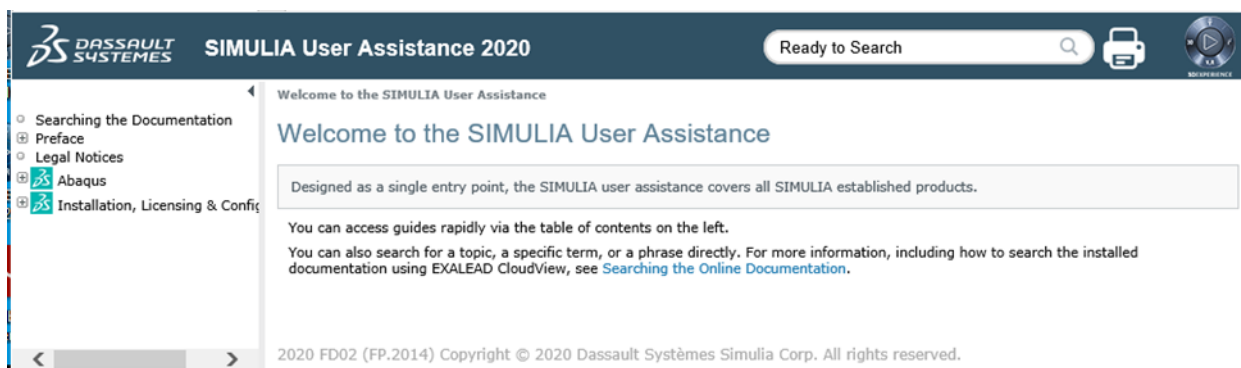 DASSAULT
SYSTEMES
SIMULIA User Assistance 2020
Ready to Search
3DEXPERIENCE
Searching the Documentation
Preface
Legal Notices
Abaqus
Installation, Licensing & Config
Welcome to the SIMULIA User Assistance
Welcome to the SIMULIA User Assistance
Designed as a single entry point, the SIMULIA user assistance covers all SIMULIA established products.
You can access guides rapidly via the table of contents on the left.
You can also search for a topic, a specific term, or a phrase directly. For more information, including how to search the installed
documentation using EXALEAD CloudView, see Searching the Online Documentation.
2020 FD02 (FP.2014) Copyright © 2020 Dassault Systèmes Simulia Corp. All rights reserved.